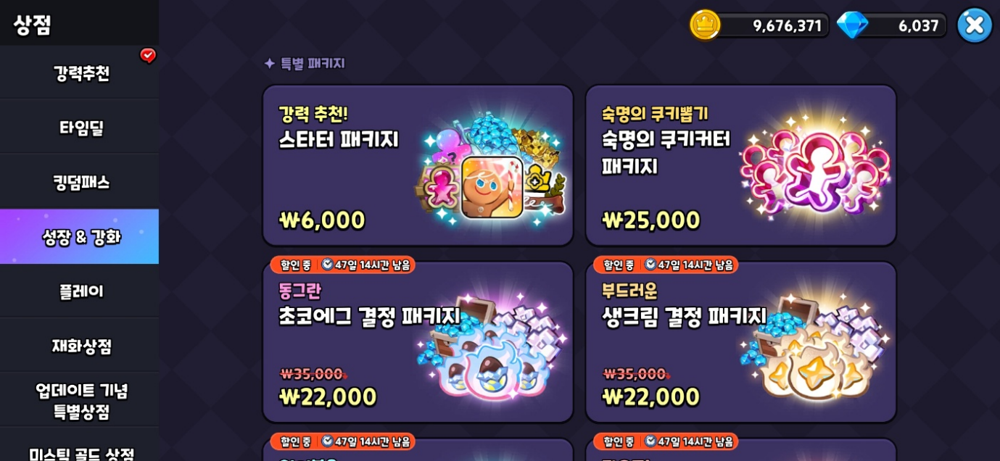 상점
9,676,371
6,037
강력추천
타임딜
킹덤패스
성장 & 강화
플레이
재화상점
업데이트 기념
특별상점
미스틱 골드 상점
특별 패키지
강력 추천!
스타터 패키지
₩6,000
숙명의 쿠키뽑기
숙명의 쿠키커터
패키지
₩25,000
할인 중 47일 14시간 남음
동그란
초코에그 결정 패키지
₩35,000
₩22,000
할인 중 47일 14시간 남음
부드러운
생크림 결정 패키지
₩35,000
₩22,000
할인 중 47일 14시간 남음
할인 중 47일 14시간 남음